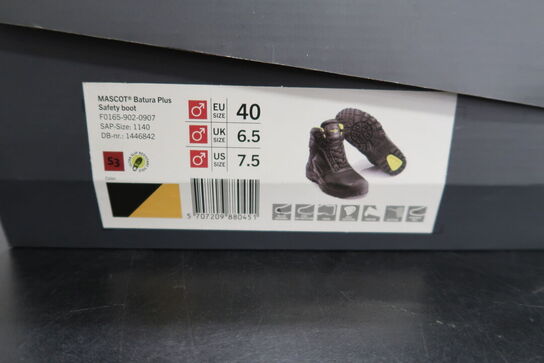 MASCOT® Batura Plus
Safety boot
F0165-902-0907
SAP-Size: 1140
DB-nr.: 1446842
EU SIZE 40
UK SIZE 6.5
US SIZE 7.5
S3
Color:
5 707209 880451